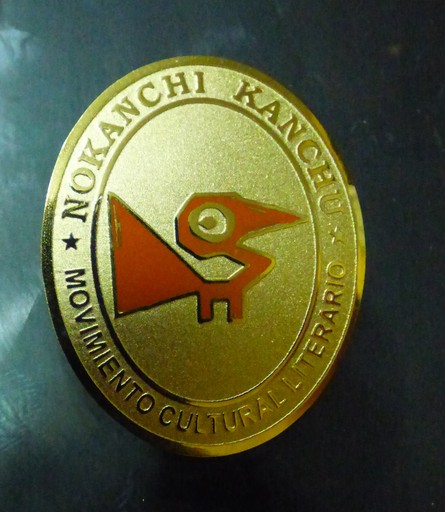 NOKANCHI KANCHU
MOVIMIENTO CULTURAL LITERARIO